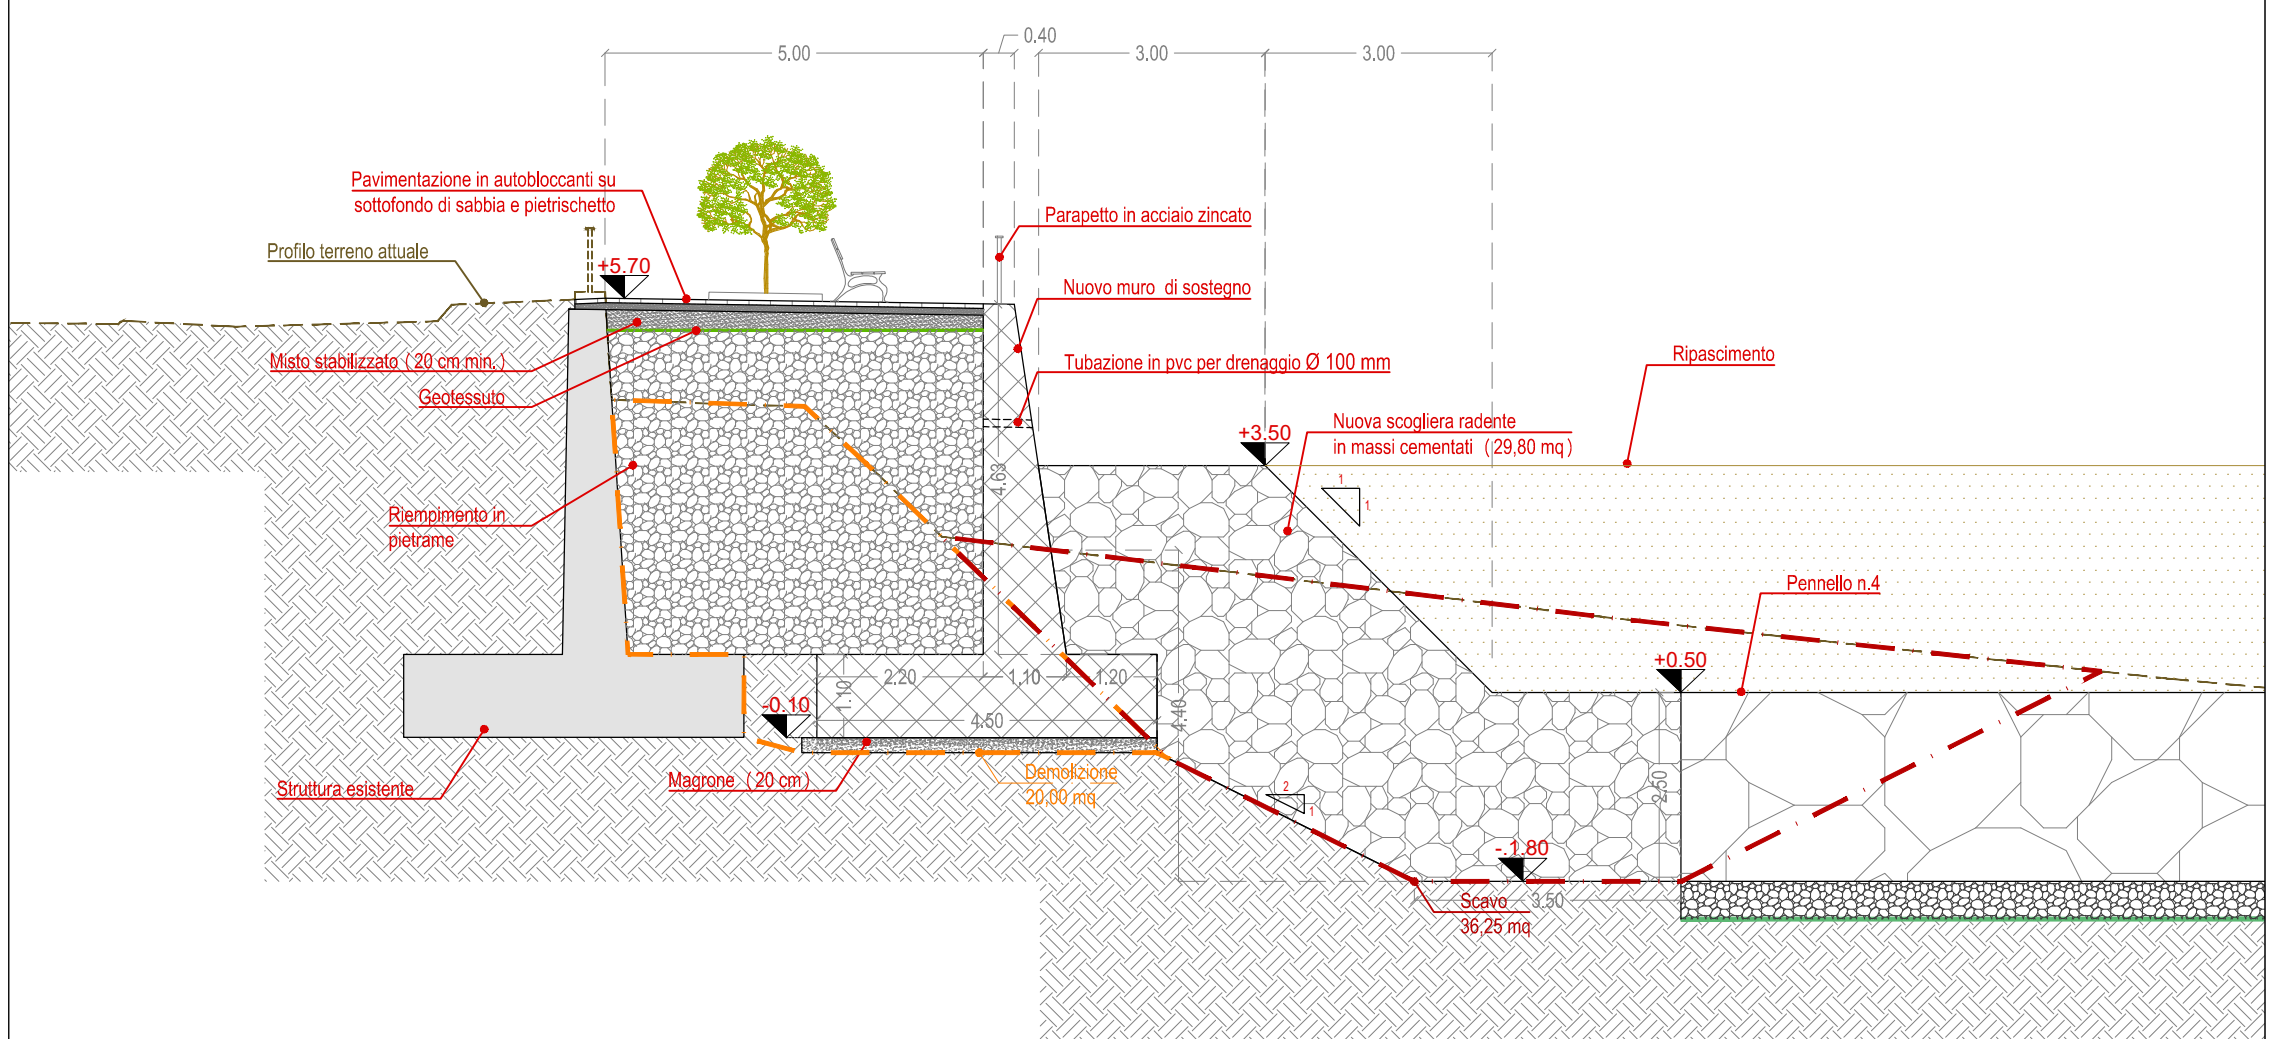 0.40
5.00
3.00
3.00
Pavimentazione in autobloccanti su
sottofondo di sabbia e pietrischetto
Parapetto in acciaio zincato
Profilo terreno attuale
+5.70
Nuovo muro di sostegno
Misto stabilizzato ( 20 cm min.)
Tubazione in pvc per drenaggio Ø 100 mm
Ripascimento
Geotessuto
Nuova scogliera radente
in massi cementati ( 29,80 mq )
+3.50
4.63
1
1
Riempimento in
pietrame
Pennello n.4
+0.50
2.20
1.10
1.20
1.10
-0.10
4.50
4.40
Struttura esistente
Magrone ( 20 cm)
Demolizione
20,00 mq
2
1
2.50
-.1.80
Scavo
36,25 mq
3.50